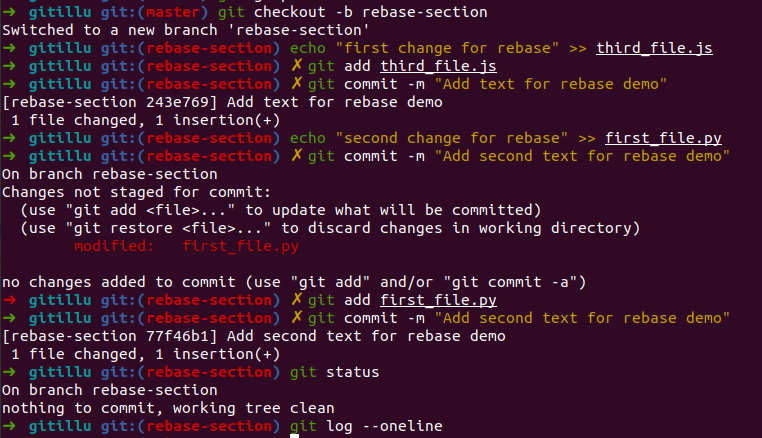 ➜ gitillu git:(master) git checkout -b rebase-section
Switched to a new branch 'rebase-section'
➜ gitillu git:(rebase-section) echo "first change for rebase" >> third_file.js
➜ gitillu git:(rebase-section) ✗ git add third_file.js
➜ gitillu git:(rebase-section) ✗ git commit -m "Add text for rebase demo"
[rebase-section 243e769] Add text for rebase demo
1 file changed, 1 insertion(+)
➜ gitillu git:(rebase-section) echo "second change for rebase" >> first_file.py
➜ gitillu git:(rebase-section) ✗ git commit -m "Add second text for rebase demo"
On branch rebase-section
Changes not staged for commit:
(use "git add <file>..." to update what will be committed)
(use "git restore <file>..." to discard changes in working directory)
modified: first_file.py
no changes added to commit (use "git add" and/or "git commit -a")
➜ gitillu git:(rebase-section) ✗ git add first_file.py
➜ gitillu git:(rebase-section) ✗ git commit -m "Add second text for rebase demo"
[rebase-section 77f46b1] Add second text for rebase demo
1 file changed, 1 insertion(+)
➜ gitillu git:(rebase-section) git status
On branch rebase-section
nothing to commit, working tree clean
➜ gitillu git:(rebase-section) git log --oneline